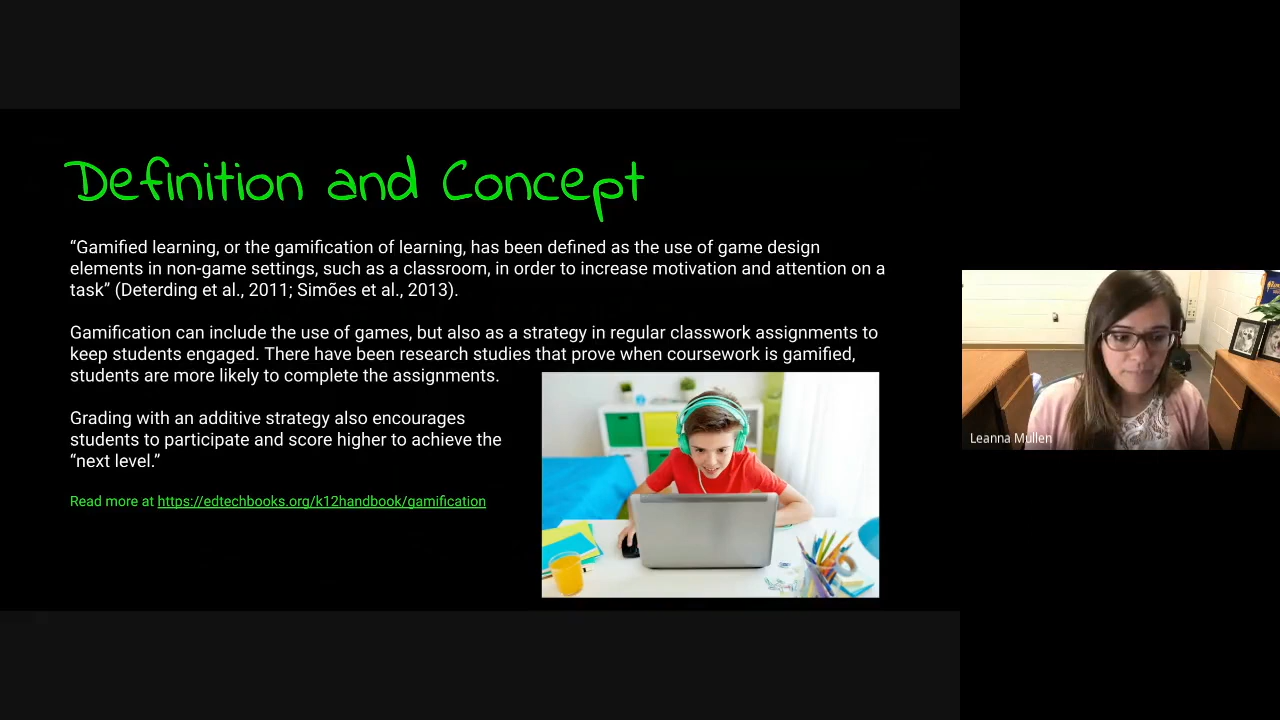 Definition and Concept
“Gamified learning, or the gamification of learning, has been defined as the use of game design
elements in non-game settings, such as a classroom, in order to increase motivation and attention on a
task” (Deterding et al., 2011; Simões et al., 2013).
Gamification can include the use of games, but also as a strategy in regular classwork assignments to
keep students engaged. There have been research studies that prove when coursework is gamified,
students are more likely to complete the assignments.
Grading with an additive strategy also encourages
students to participate and score higher to achieve the
“next level.”
Read more at https://edtechbooks.org/k12handbook/gamification
Leanna Mullen